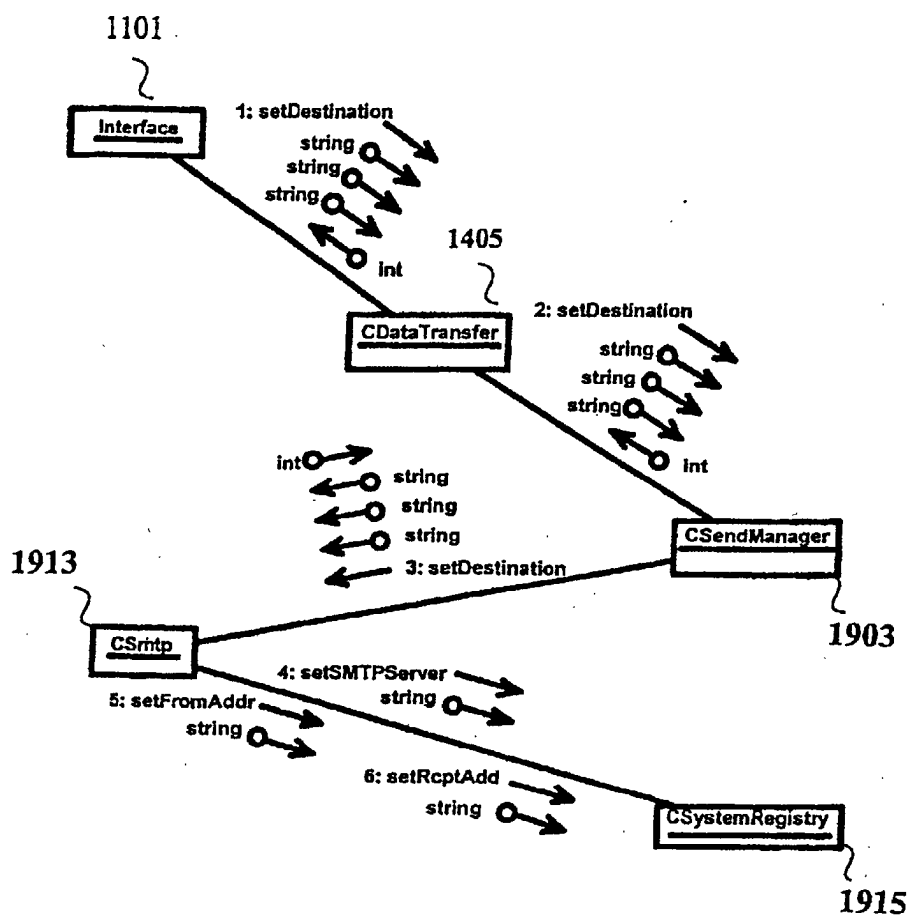 1101
Interface
1: setDestination
string
string
string
int
1405
CDataTransfer
2: setDestination
string
string
string
int
int
string
string
string
3: setDestination
CSendManager
1903
1913
CSmtp
4: setSMTPServer
string
5: setFromAddr
string
6: setRcptAdd
string
CSystemRegistry
1915